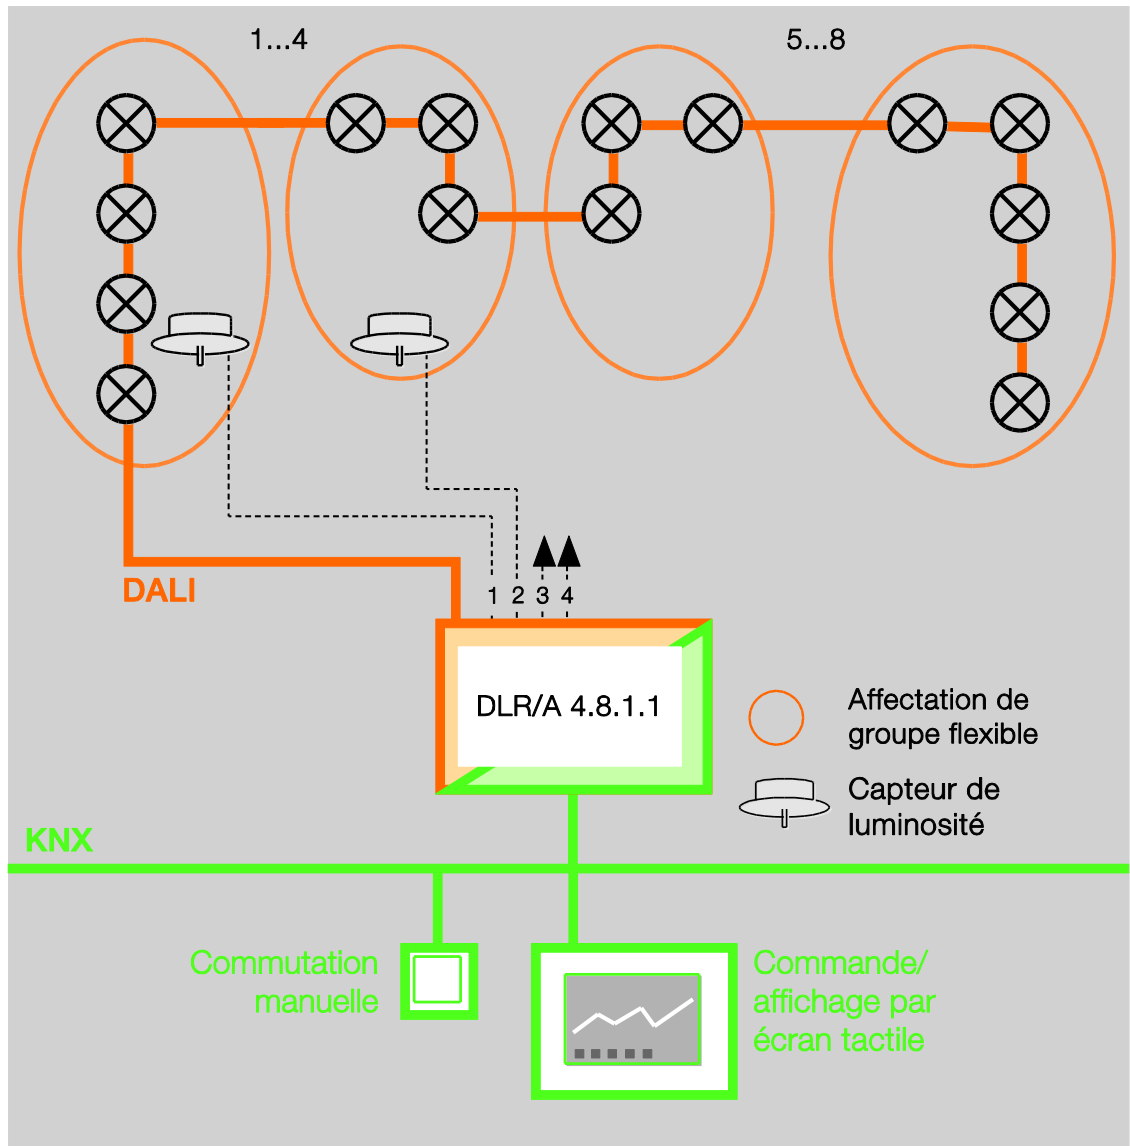 1...4
5...8
DALI
1 2 3 4
DLR/A 4.8.1.1
Affectation de
groupe flexible
Capteur de
luminosité
KNX
Commutation
manuelle
Commande/
affichage par
écran tactile